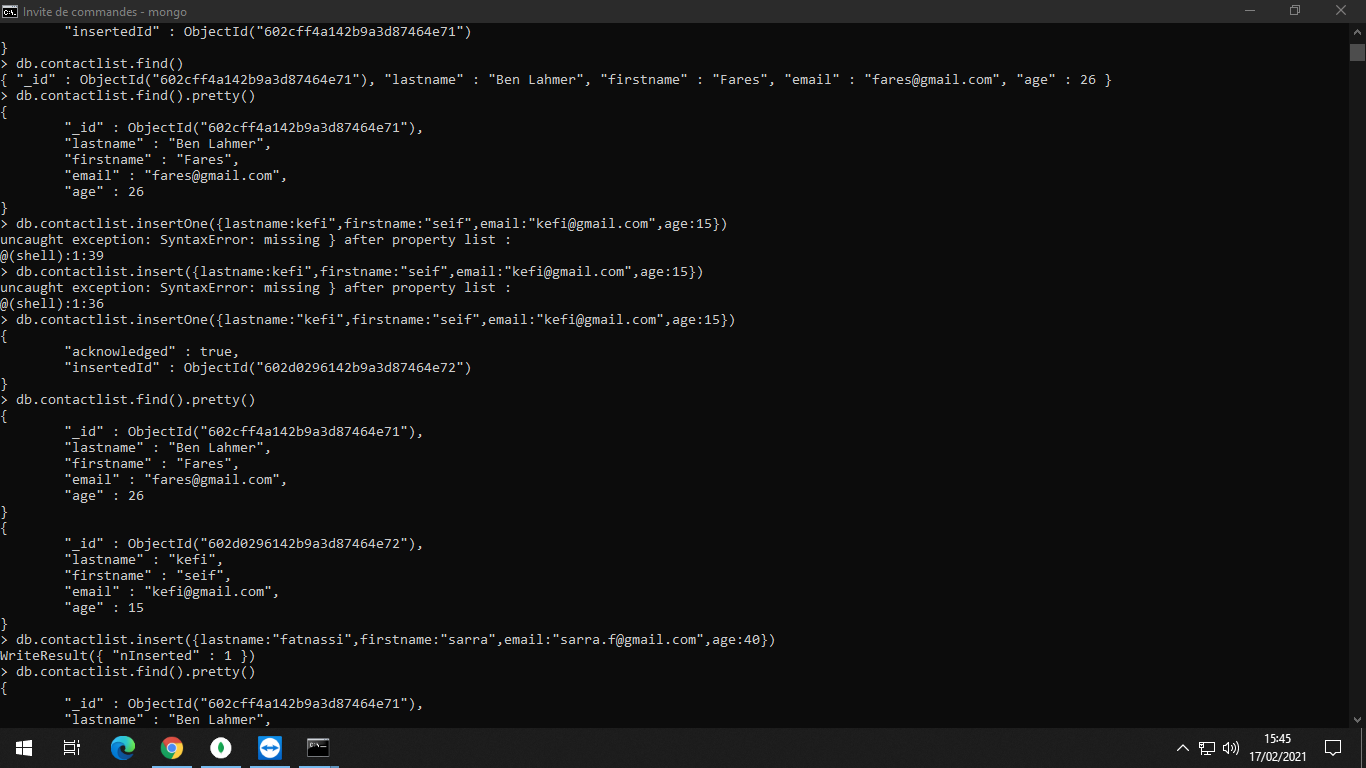 Invite de commandes - mongo
"insertedId" : ObjectId("602cff4a142b9a3d87464e71")
}
> db.contactlist.find()
{ "_id" : ObjectId("602cff4a142b9a3d87464e71"), "lastname" : "Ben Lahmer", "firstname" : "Fares", "email" : "fares@gmail.com", "age" : 26 }
> db.contactlist.find().pretty()
{
"_id" : ObjectId("602cff4a142b9a3d87464e71"),
"lastname" : "Ben Lahmer",
"firstname" : "Fares",
"email" : "fares@gmail.com",
"age" : 26
}
> db.contactlist.insertOne({lastname:kefi",firstname:"seif",email:"kefi@gmail.com",age:15})
uncaught exception: SyntaxError: missing } after property list :
@(shell):1:39
> db.contactlist.insert({lastname:kefi",firstname:"seif",email:"kefi@gmail.com",age:15})
uncaught exception: SyntaxError: missing } after property list :
@(shell):1:36
> db.contactlist.insertOne({lastname:"kefi",firstname:"seif",email:"kefi@gmail.com",age:15})
{
"acknowledged" : true,
"insertedId" : ObjectId("602d0296142b9a3d87464e72")
}
> db.contactlist.find().pretty()
{
"_id" : ObjectId("602cff4a142b9a3d87464e71"),
"lastname" : "Ben Lahmer",
"firstname" : "Fares",
"email" : "fares@gmail.com",
"age" : 26
}
{
"_id" : ObjectId("602d0296142b9a3d87464e72"),
"lastname" : "kefi",
"firstname" : "seif",
"email" : "kefi@gmail.com",
"age" : 15
}
> db.contactlist.insert({lastname:"fatnassi",firstname:"sarra",email:"sarra.f@gmail.com",age:40})
WriteResult({ "nInserted" : 1 })
> db.contactlist.find().pretty()
{
"_id" : ObjectId("602cff4a142b9a3d87464e71"),
"lastname" : "Ben Lahmer",
15:45
17/02/2021